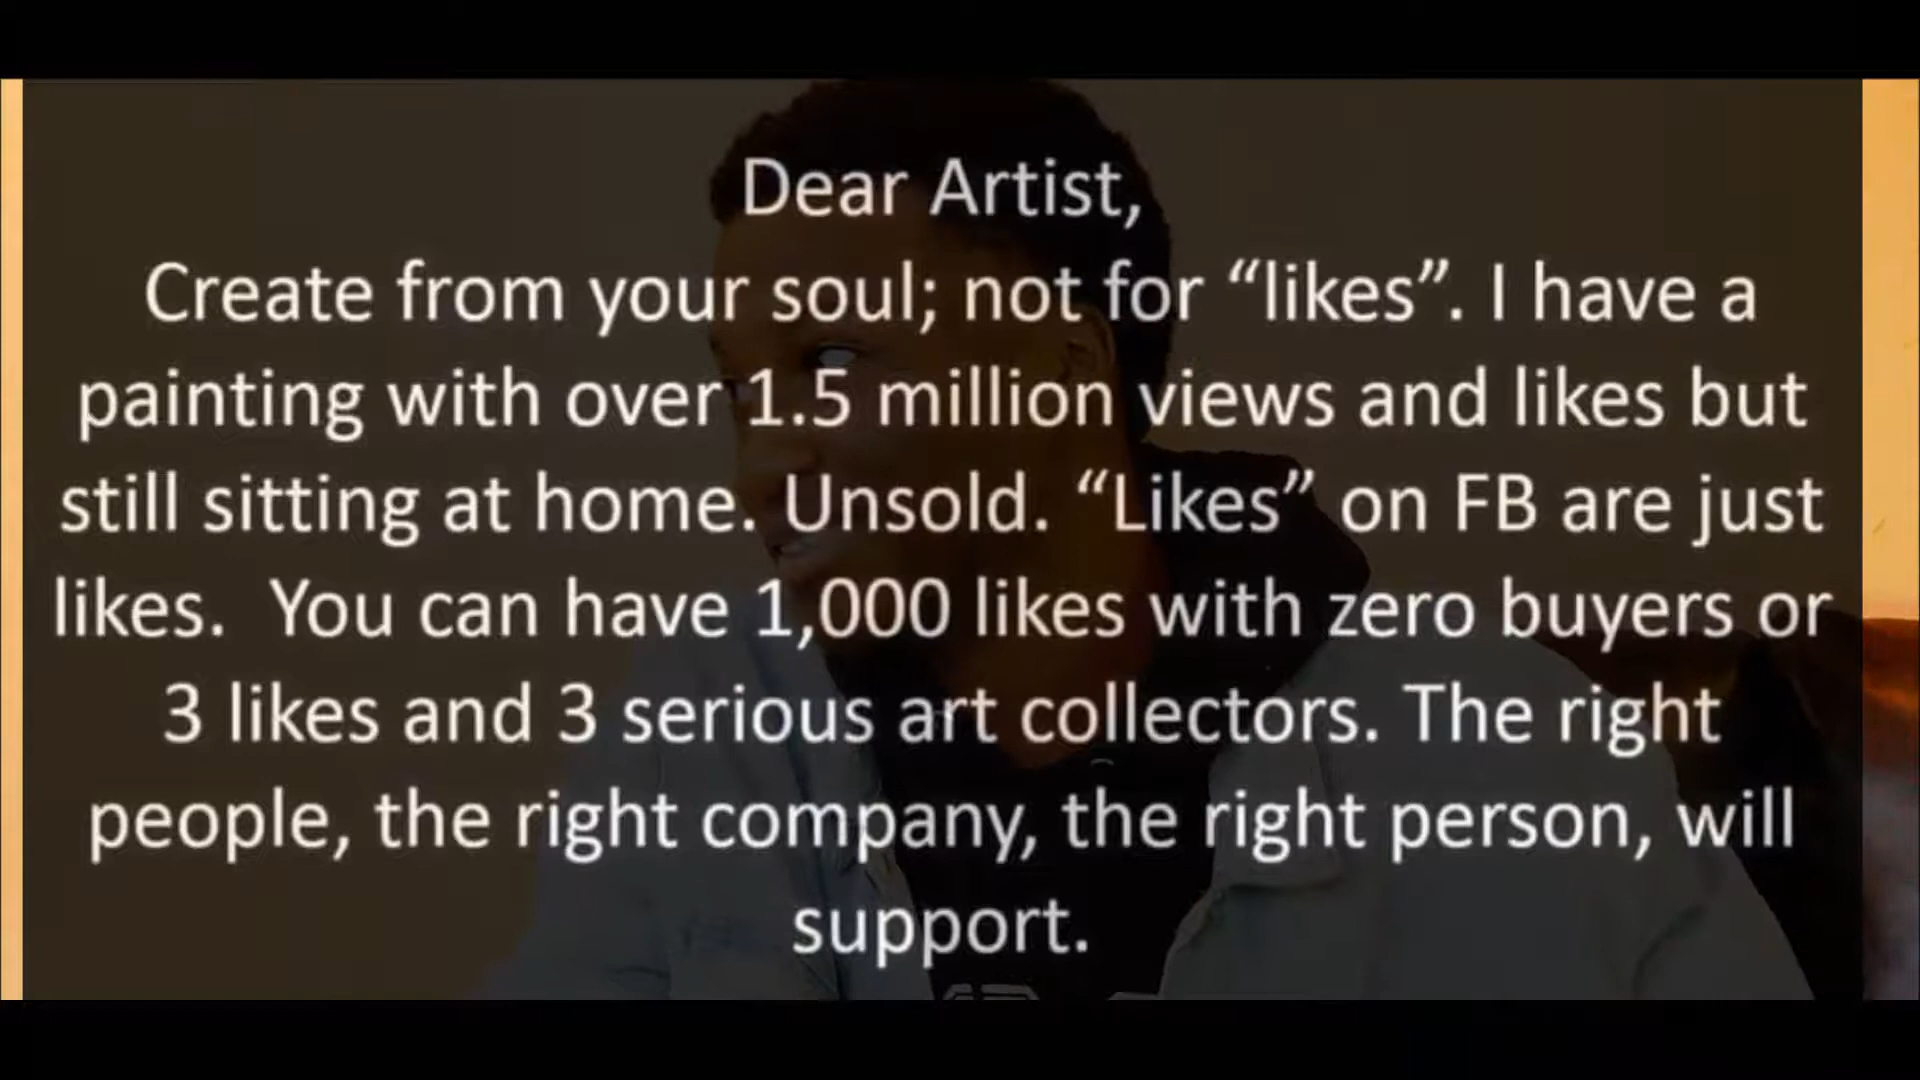 Dear Artist,
Create from your soul; not for “likes”. I have a
painting with over 1.5 million views and likes but
still sitting at home. Unsold. “Likes” on FB are just
likes.  You can have 1,000 likes with zero buyers or
3 likes and 3 serious art collectors. The right
people, the right company, the right person, will
support.